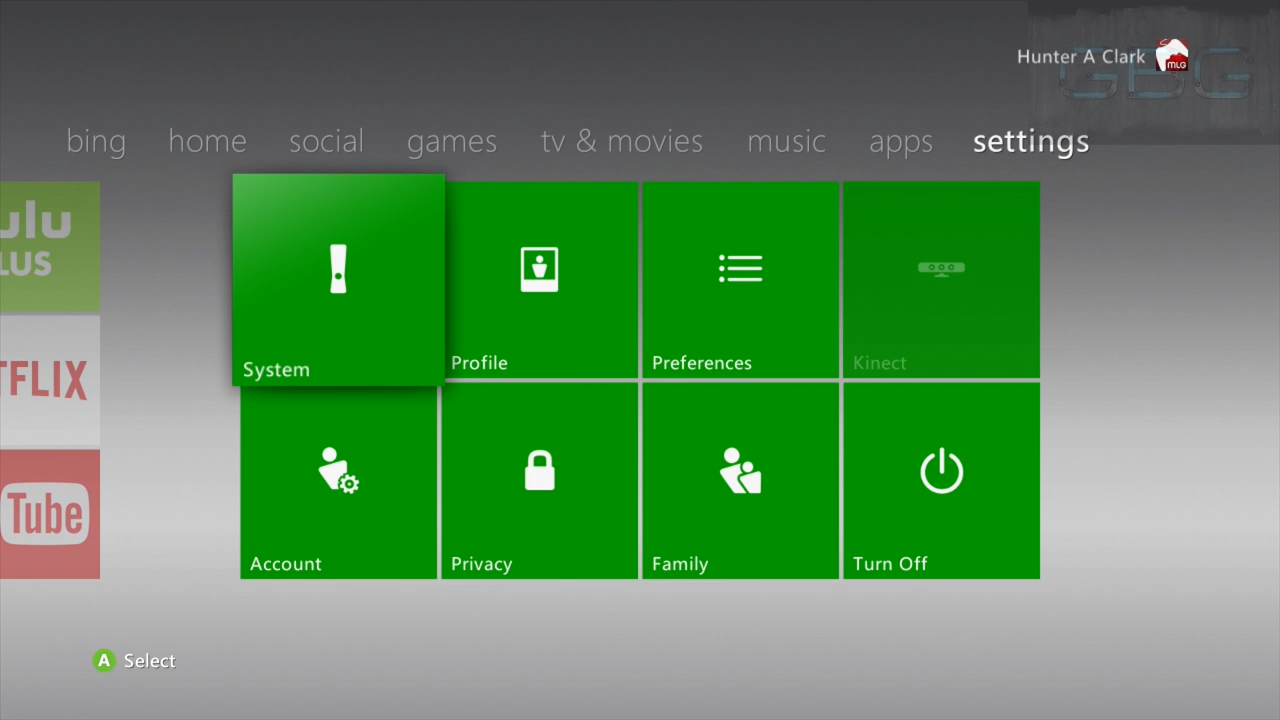 Hunter A Clark
MLG
GBG
bing home social games tv & movies music apps settings
ulu
LUS
TFLIX
Tube
System
Profile
Preferences
Kinect
Account
Privacy
Family
Turn Off
A Select